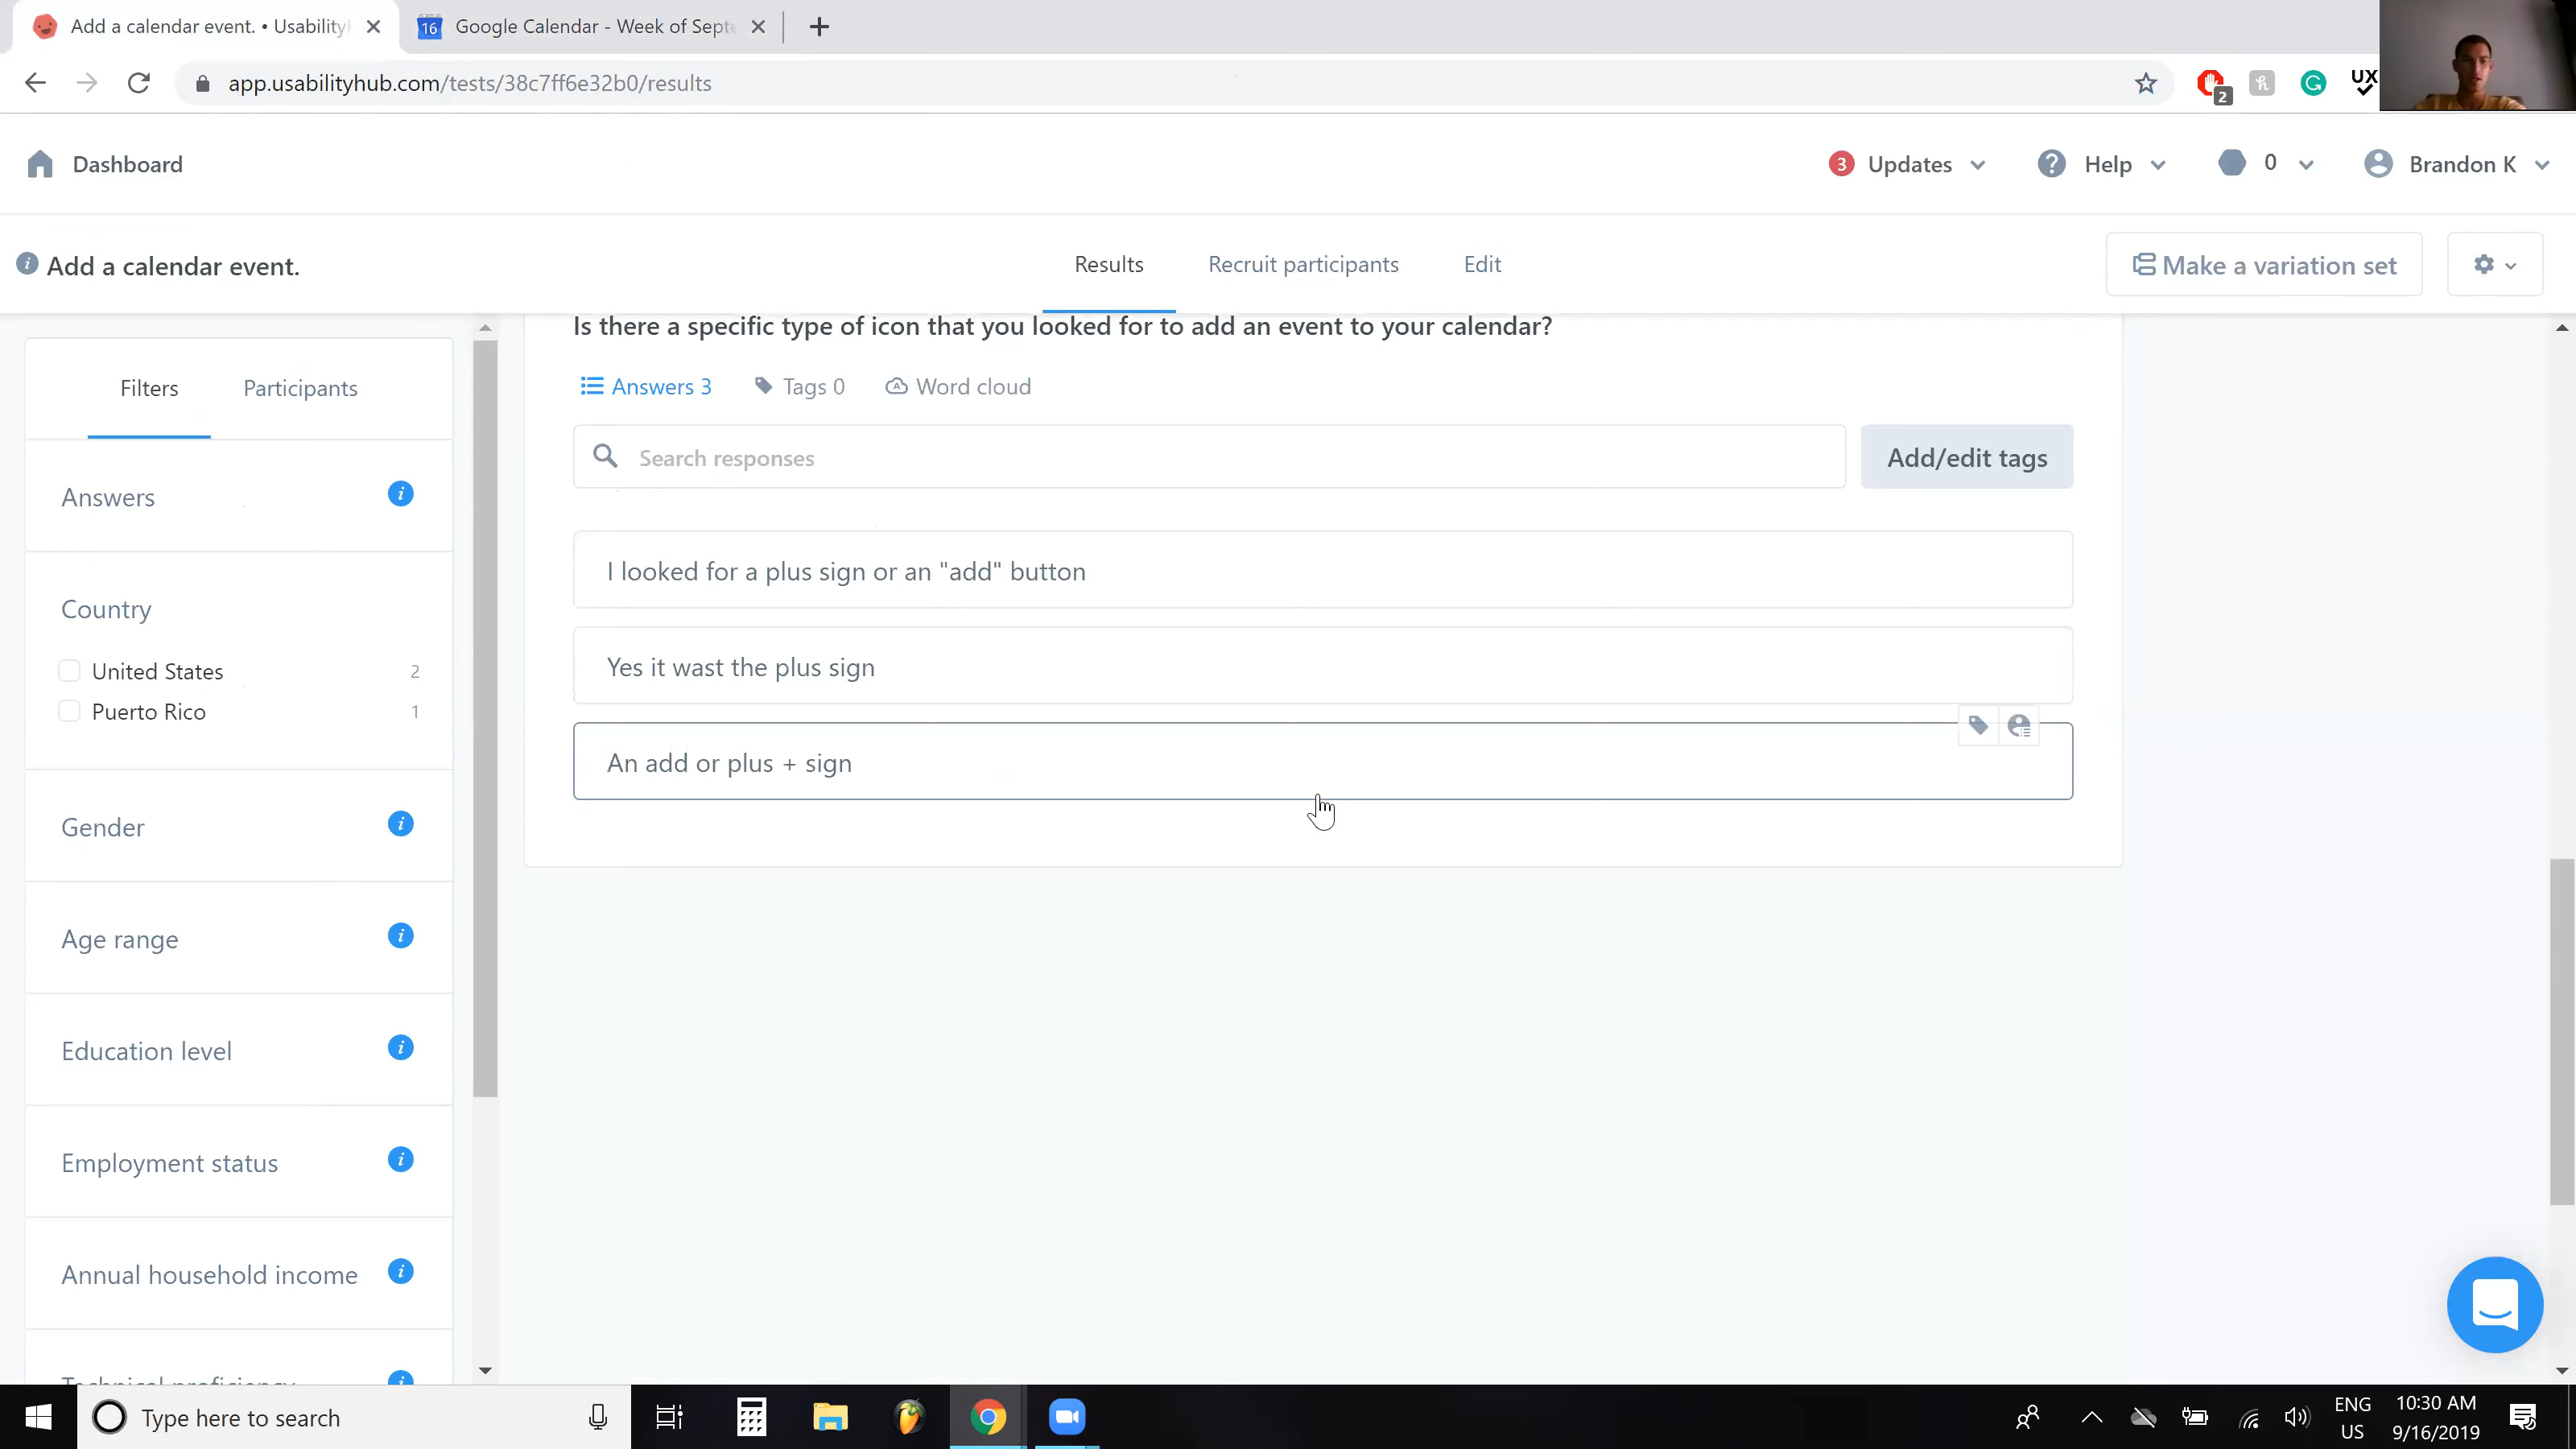 Add a calendar event. • Usability
16 Google Calendar - Week of Septe
app.usabilityhub.com/tests/38c7ff6e32b0/results
2
UX
Dashboard
3 Updates
Help
0
Brandon K
Add a calendar event.
Results
Recruit participants
Edit
Make a variation set
Is there a specific type of icon that you looked for to add an event to your calendar?
Filters
Participants
Answers 3
Tags 0
Word cloud
Search responses
Add/edit tags
Answers
I looked for a plus sign or an "add" button
Country
United States 2
Puerto Rico 1
Yes it wast the plus sign
An add or plus + sign
Gender
Age range
Education level
Employment status
Annual household income
Technical proficiency
Type here to search
ENG
US
10:30 AM
9/16/2019